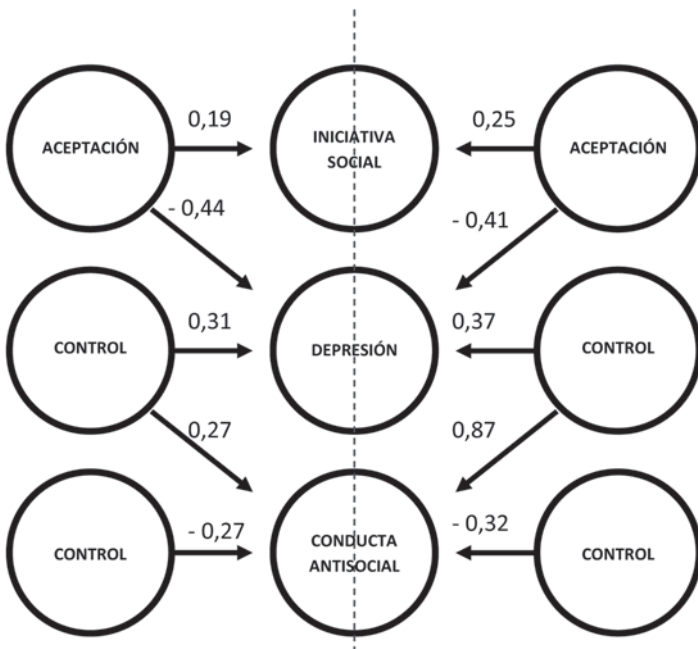 0,19
0,25
ACEPTACIÓN
INICIATIVA
SOCIAL
ACEPTACIÓN
- 0,44
- 0,41
0,31
0,37
CONTROL
DEPRESIÓN
CONTROL
0,27
0,87
- 0,27
- 0,32
CONTROL
CONDUCTA
ANTISOCIAL
CONTROL